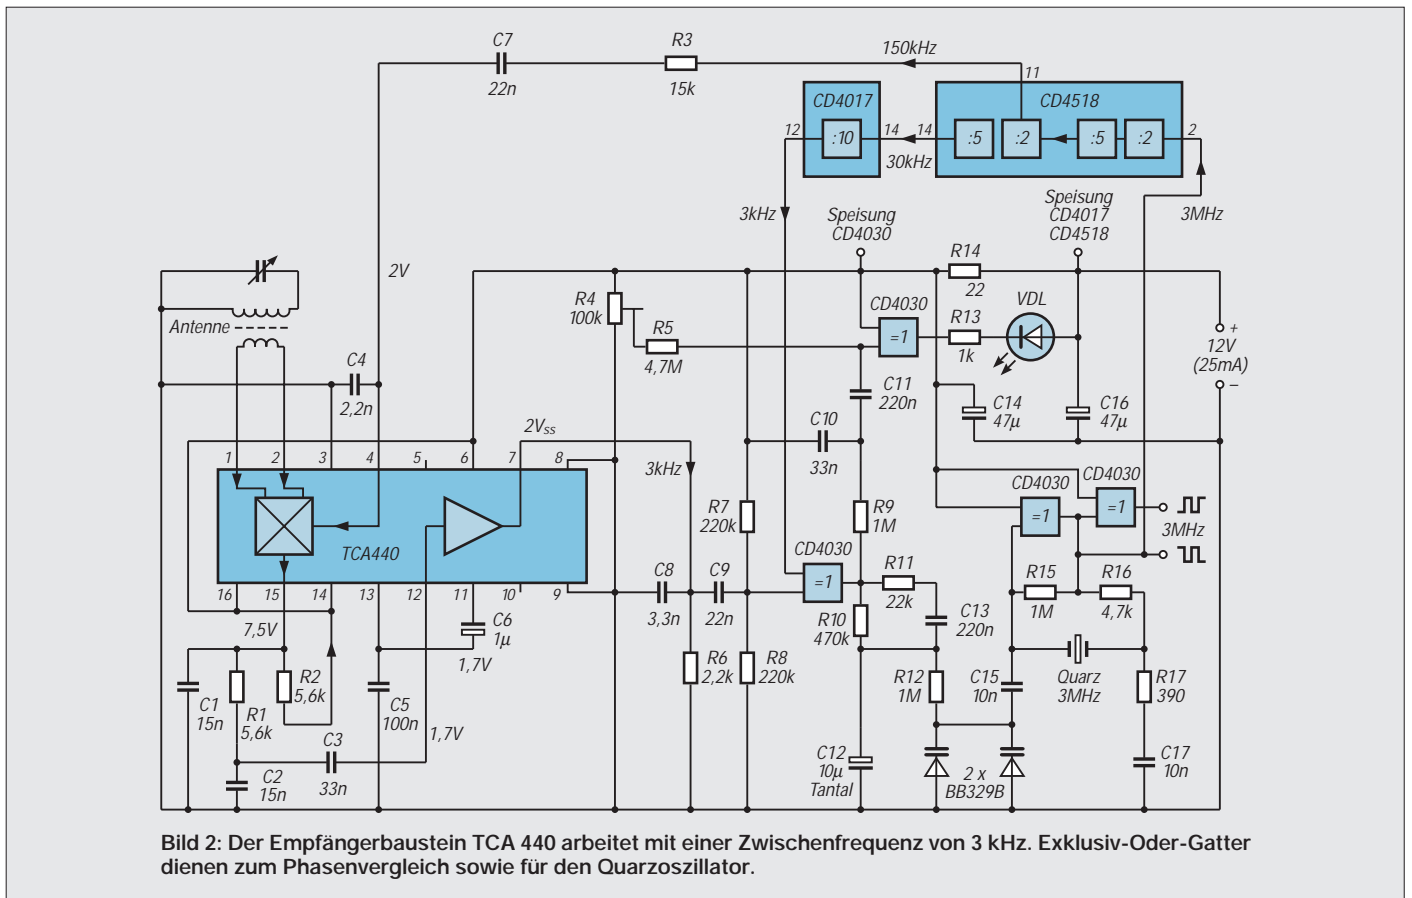 C7
22n
R3
15k
150kHz
11
CD4017
CD4518
12
:10
14
14
:5
:2
:5
:2
2
30kHz
3kHz
Speisung
CD4030
Speisung
CD4017
CD4518
3MHz
2V
R14
22
R4
100k
CD4030
=1
R13
1k
VDL
+
12V
(25mA)
–
Antenne
R5
4,7M
C4
2,2n
C11
220n
C14
47µ
C16
47µ
C10
33n
2VSS
1
2
3
4
5
6
7
8
3kHz
R7
220k
R9
1M
CD4030
=1
CD4030
=1
3MHz
TCA440
CD4030
=1
R11
22k
R15
1M
R16
4,7k
16
15
14
13
12
11
10
9
C8
3,3n
C9
22n
R10
470k
C13
220n
7,5V
C6
1µ
1,7V
R6
2,2k
R8
220k
R12
1M
C15
10n
Quarz
3MHz
R17
390
C1
15n
R1
5,6k
R2
5,6k
C5
100n
1,7V
C3
33n
C2
15n
C12
10µ
Tantal
2 x
BB329B
C17
10n
Bild 2: Der Empfängerbaustein TCA 440 arbeitet mit einer Zwischenfrequenz von 3 kHz. Exklusiv-Oder-Gatter
dienen zum Phasenvergleich sowie für den Quarzoszillator.